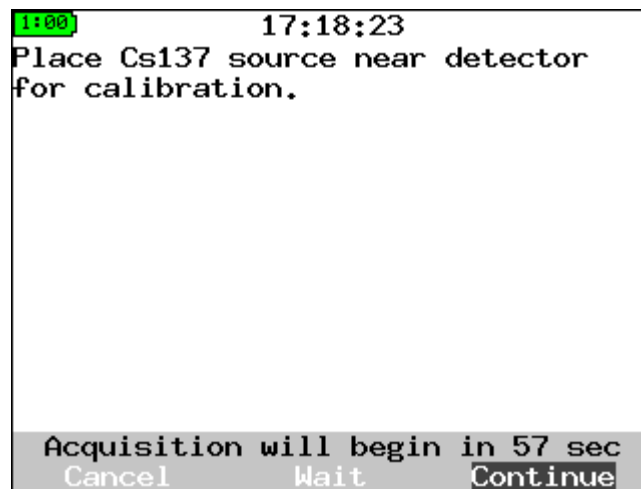 1:00 17:18:23
Place Cs137 source near detector
for calibration.
Acquisition will begin in 57 sec
Cancel Wait Continue